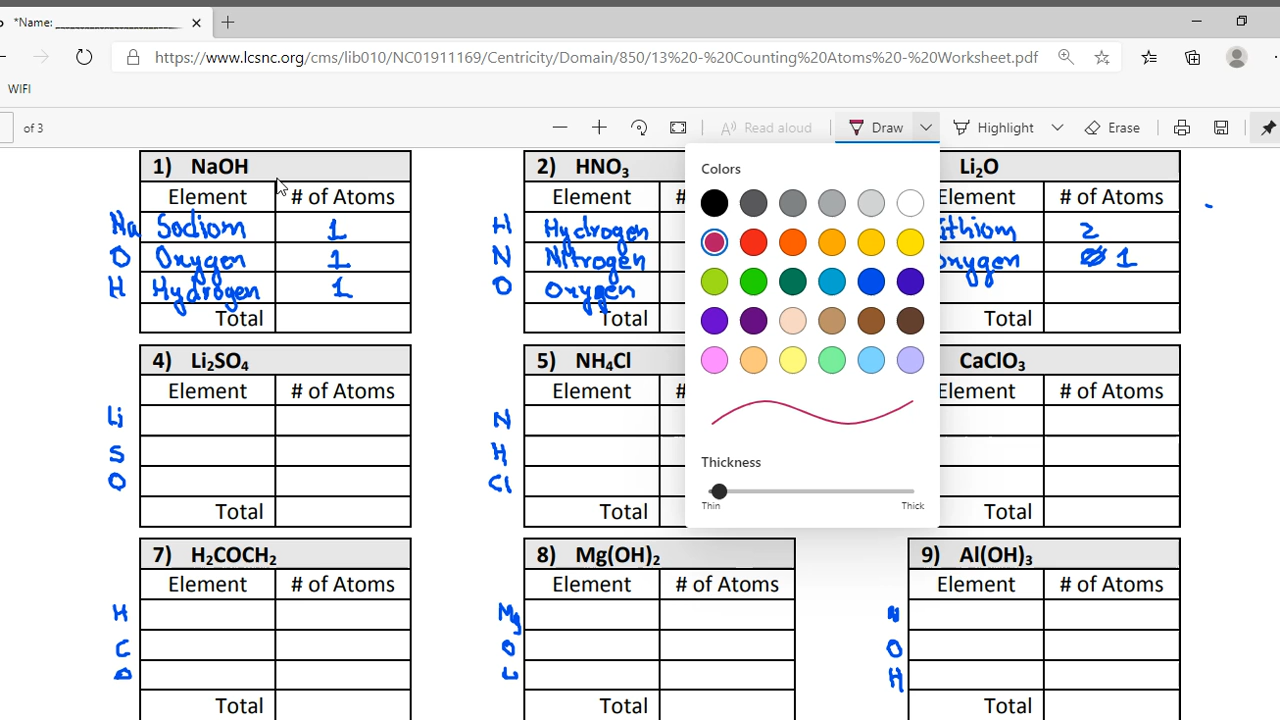 *Name: ____________________
https://www.lcsnc.org/cms/lib010/NC01911169/Centricity/Domain/850/13%20-%20Counting%20Atoms%20-%20Worksheet.pdf
WIFI
of 3
Read aloud
Draw
Highlight
Erase
Colors
Thickness
Thin
Thick
1) NaOH
Element # of Atoms
Na Sodiom 1
O Oxygen 1
H Hydrogen 1
Total
2) HNO₃
Element #
H Hydrogen
N Nitrogen
O Oxygen
Total
Li₂O
Element # of Atoms
ithiom 2
oxygen 1
Total
4) Li₂SO₄
Element # of Atoms
Li
S
O
Total
5) NH₄Cl
Element #
N
H
Cl
Total
CaClO₃
Element # of Atoms
Total
7) H₂COCH₂
Element # of Atoms
H
C
O
Total
8) Mg(OH)₂
Element # of Atoms
Mg
O
Total
9) Al(OH)₃
Element # of Atoms
O
H
Total